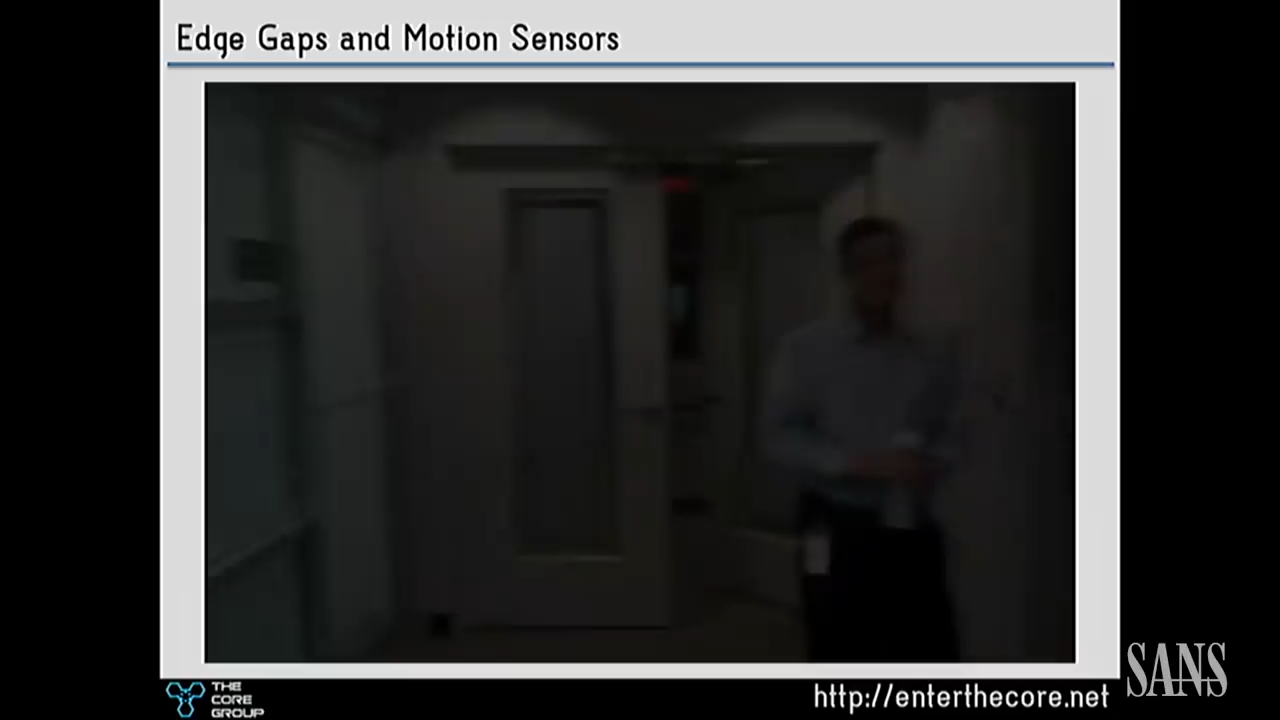 Edge Gaps and Motion Sensors
THE
CORE
GROUP
http://enterthecore.net
SANS